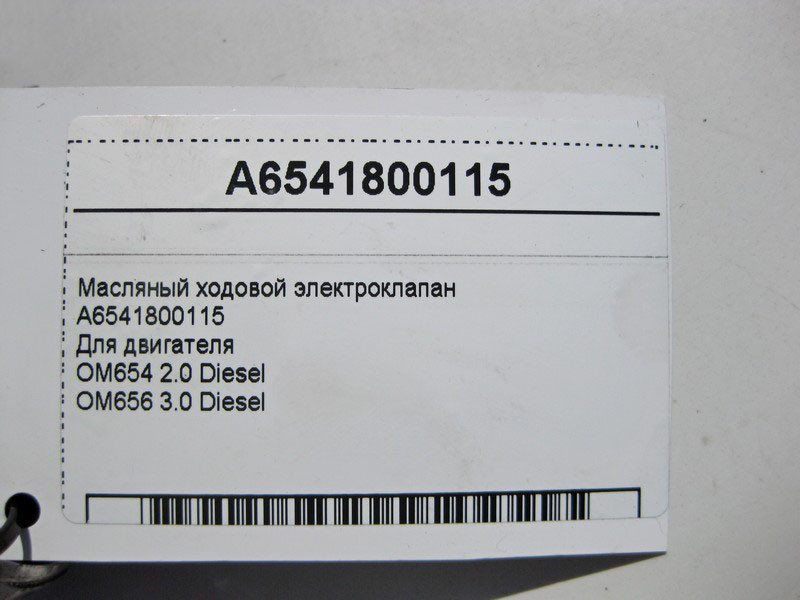 A6541800115
Масляный ходовой электроклапан
A6541800115
Для двигателя
OM654 2.0 Diesel
OM656 3.0 Diesel